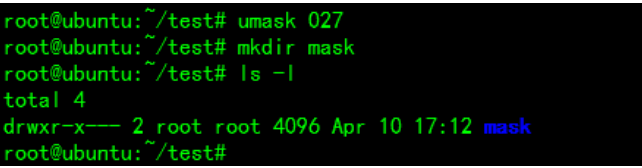 root@ubuntu:~/test# umask 027
root@ubuntu:~/test# mkdir mask
root@ubuntu:~/test# ls -l
total 4
drwxr-x--- 2 root root 4096 Apr 10 17:12 mask
root@ubuntu:~/test#